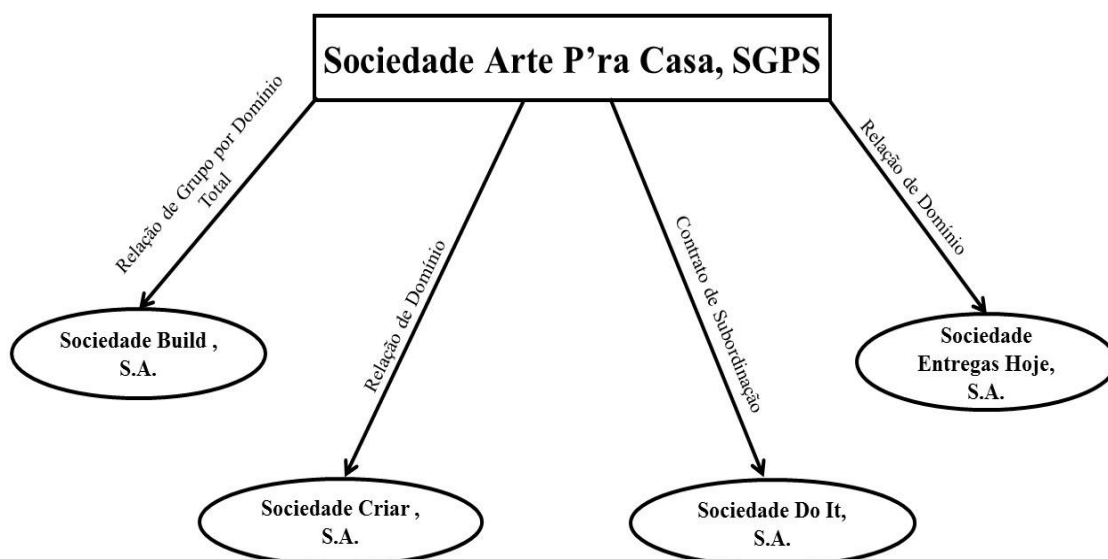 Sociedade Arte P’ra Casa, SGPS
Relação de Grupo por Domínio
Total
Relação de Domínio
Contrato de Subordinação
Relação de Domínio
Sociedade Build ,
S.A.
Sociedade
Entregas Hoje,
S.A.
Sociedade Criar ,
S.A.
Sociedade Do It,
S.A.